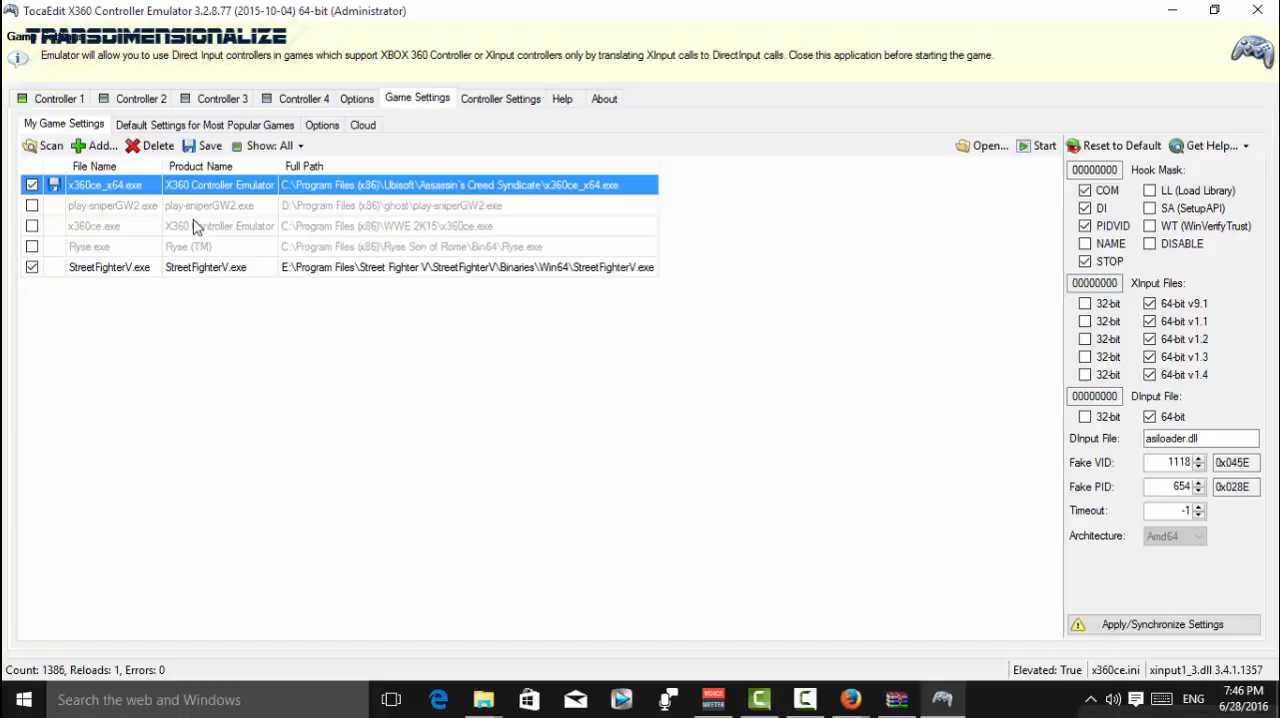 TocaEdit X360 Controller Emulator 3.2.8.77 (2015-10-04) 64-bit (Administrator)
TRANSDIMENSIONALIZE
Emulator will allow you to use Direct Input controllers in games which support XBOX 360 Controller or XInput controllers only by translating XInput calls to DirectInput calls. Close this application before starting the game.
Controller 1 Controller 2 Controller 3 Controller 4 Options Game Settings Controller Settings Help About
My Game Settings Default Settings for Most Popular Games Options Cloud
Scan Add... Delete Save Show: All Open... Start Reset to Default Get Help...
File Name Product Name Full Path
x360ce_x64.exe X360 Controller Emulator C:\Program Files (x86)\Ubisoft\Assassin's Creed Syndicate\x360ce_x64.exe
play-sniperGW2.exe play-sniperGW2.exe D:\Program Files (x86)\ghost\play-sniperGW2.exe
x360ce.exe X360 Controller Emulator C:\Program Files (x86)\WWE 2K15\x360ce.exe
Ryse.exe Ryse (TM) C:\Program Files (x86)\Ryse Son of Rome\Bin64\Ryse.exe
StreetFighterV.exe StreetFighterV.exe E:\Program Files\Street Fighter V\StreetFighterV\Binaries\Win64\StreetFighterV.exe
00000000 Hook Mask:
COM LL (Load Library)
DI SA (SetupAPI)
PIDVID WT (WinVerifyTrust)
NAME DISABLE
STOP
00000000 XInput Files:
32-bit 64-bit v9.1
32-bit 64-bit v1.1
32-bit 64-bit v1.2
32-bit 64-bit v1.3
32-bit 64-bit v1.4
00000000 DInput File:
32-bit 64-bit
DInput File: asiloader.dll
Fake VID: 1118 0x045E
Fake PID: 654 0x028E
Timeout: -1
Architecture: Amd64
Apply/Synchronize Settings
Count: 1386, Reloads: 1, Errors: 0 Elevated: True x360ce.ini xinput1_3.dll 3.4.1.1357
Search the web and Windows
VOICE MEETER
ENG
7:46 PM
6/28/2016